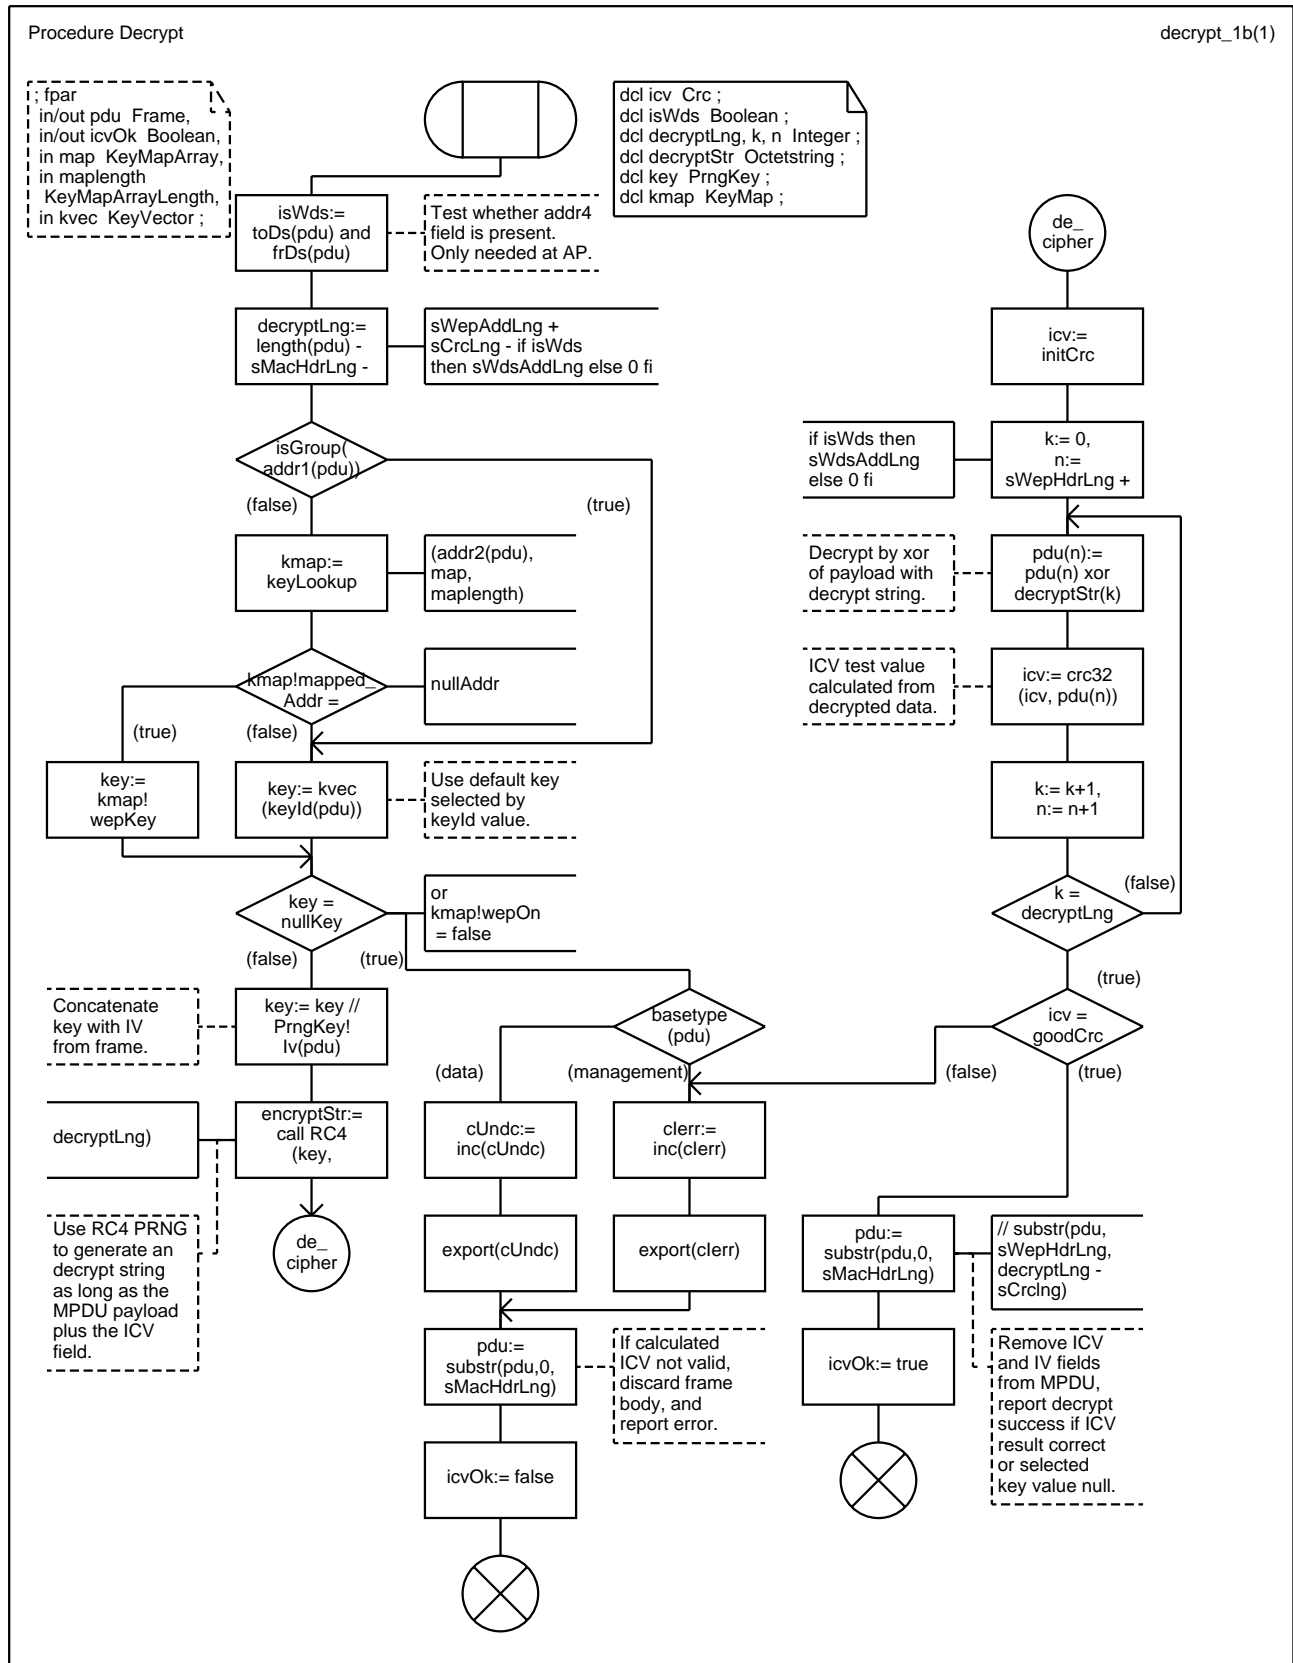 Procedure Decrypt
decrypt_1b(1)
; fpar
in/out pdu Frame,
in/out icvOk Boolean,
in map KeyMapArray,
in maplength
KeyMapArrayLength,
in kvec KeyVector ;
dcl icv Crc ;
dcl isWds Boolean ;
dcl decryptLng, k, n Integer ;
dcl decryptStr Octetstring ;
dcl key PrngKey ;
dcl kmap KeyMap ;
isWds:=
toDs(pdu) and
frDs(pdu)
Test whether addr4
field is present.
Only needed at AP.
decryptLng:=
length(pdu) -
sMacHdrLng -
sWepAddLng +
sCrcLng - if isWds
then sWdsAddLng else 0 fi
isGroup(
addr1(pdu))
(false)
(true)
kmap:=
keyLookup
(addr2(pdu),
map,
maplength)
kmap!mapped_
Addr =
nullAddr
(true)
(false)
key:=
kmap!
wepKey
key:= kvec
(keyId(pdu))
Use default key
selected by
keyId value.
key =
nullKey
or
kmap!wepOn
= false
(false)
(true)
Concatenate
key with IV
from frame.
key:= key //
PrngKey!
Iv(pdu)
decryptLng)
encryptStr:=
call RC4
(key,
Use RC4 PRNG
to generate an
decrypt string
as long as the
MPDU payload
plus the ICV
field.
de_
cipher
basetype
(pdu)
(data)
(management)
cUndc:=
inc(cUndc)
cIerr:=
inc(cIerr)
export(cUndc)
export(cIerr)
pdu:=
substr(pdu,0,
sMacHdrLng)
If calculated
ICV not valid,
discard frame
body, and
report error.
icvOk:= false
de_
cipher
icv:=
initCrc
if isWds then
sWdsAddLng
else 0 fi
k:= 0,
n:=
sWepHdrLng +
Decrypt by xor
of payload with
decrypt string.
pdu(n):=
pdu(n) xor
decryptStr(k)
ICV test value
calculated from
decrypted data.
icv:= crc32
(icv, pdu(n))
k:= k+1,
n:= n+1
k =
decryptLng
(false)
(true)
icv =
goodCrc
(false)
(true)
pdu:=
substr(pdu,0,
sMacHdrLng)
// substr(pdu,
sWepHdrLng,
decryptLng -
sCrclng)
icvOk:= true
Remove ICV
and IV fields
from MPDU,
report decrypt
success if ICV
result correct
or selected
key value null.